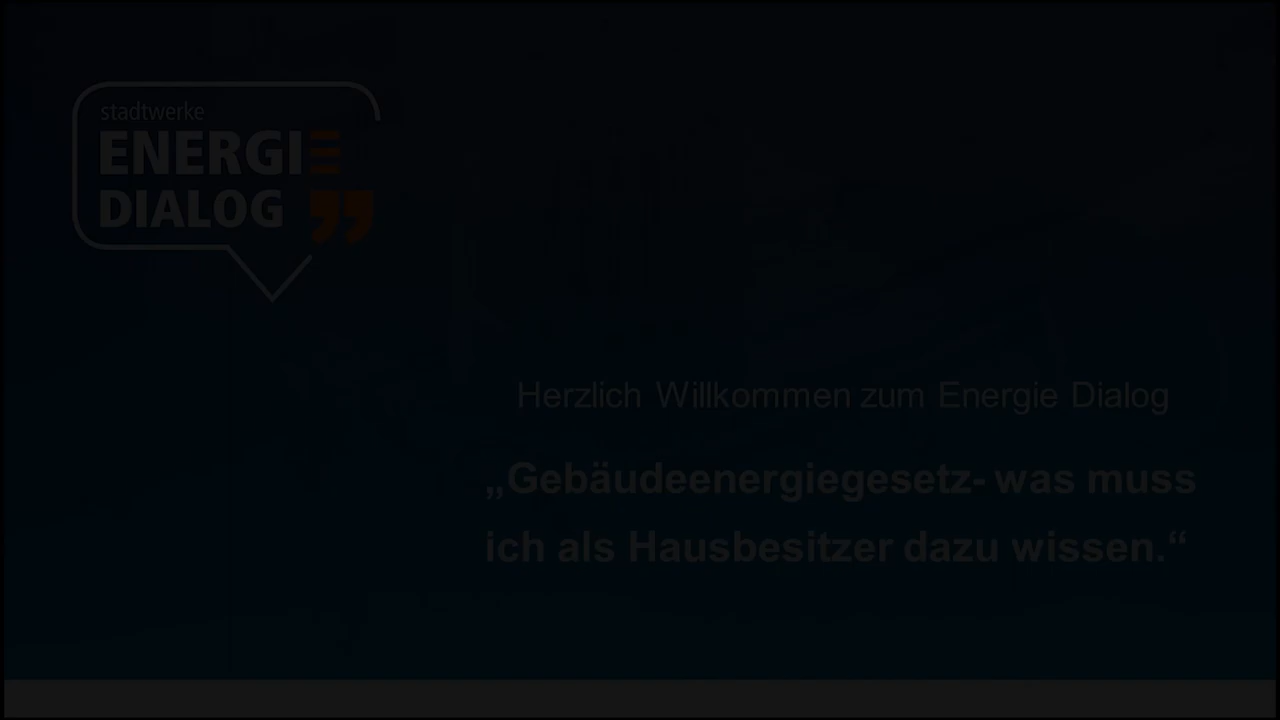 stadtwerke
ENERGIE
DIALOG
Herzlich Willkommen zum Energie Dialog
„Gebäudeenergiegesetz- was muss
ich als Hausbesitzer dazu wissen.“